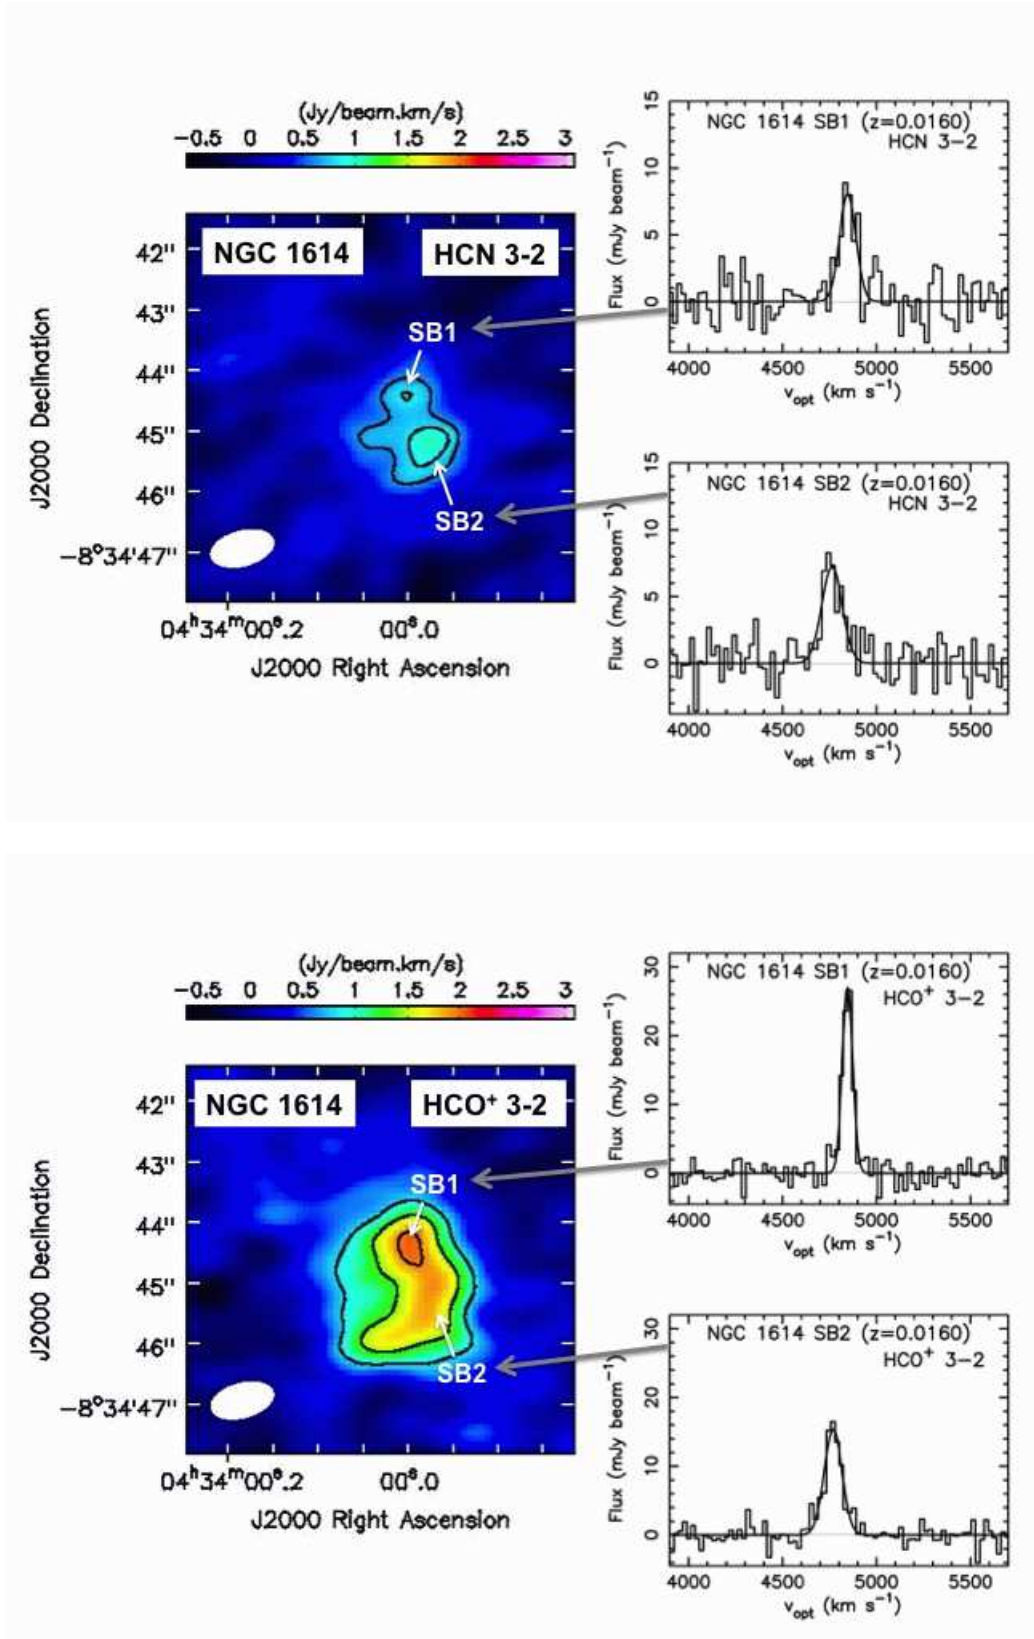 (Jy/beam.km/s)
−0.5 0 0.5 1 1.5 2 2.5 3
NGC 1614 HCN 3-2
SB1
SB2
42"
43"
44"
45"
46"
−8°34'47"
J2000 Declination
04ʰ34ᵐ00ˢ.2 00ˢ.0
J2000 Right Ascension
NGC 1614 SB1 (z=0.0160)
HCN 3−2
15
10
5
0
Flux (mJy beam⁻¹)
4000 4500 5000 5500
v_opt (km s⁻¹)
NGC 1614 SB2 (z=0.0160)
HCN 3−2
15
10
5
0
Flux (mJy beam⁻¹)
4000 4500 5000 5500
v_opt (km s⁻¹)
(Jy/beam.km/s)
−0.5 0 0.5 1 1.5 2 2.5 3
NGC 1614 HCO⁺ 3-2
SB1
SB2
42"
43"
44"
45"
46"
−8°34'47"
J2000 Declination
04ʰ34ᵐ00ˢ.2 00ˢ.0
J2000 Right Ascension
NGC 1614 SB1 (z=0.0160)
HCO⁺ 3−2
30
20
10
0
Flux (mJy beam⁻¹)
4000 4500 5000 5500
v_opt (km s⁻¹)
NGC 1614 SB2 (z=0.0160)
HCO⁺ 3−2
30
20
10
0
Flux (mJy beam⁻¹)
4000 4500 5000 5500
v_opt (km s⁻¹)